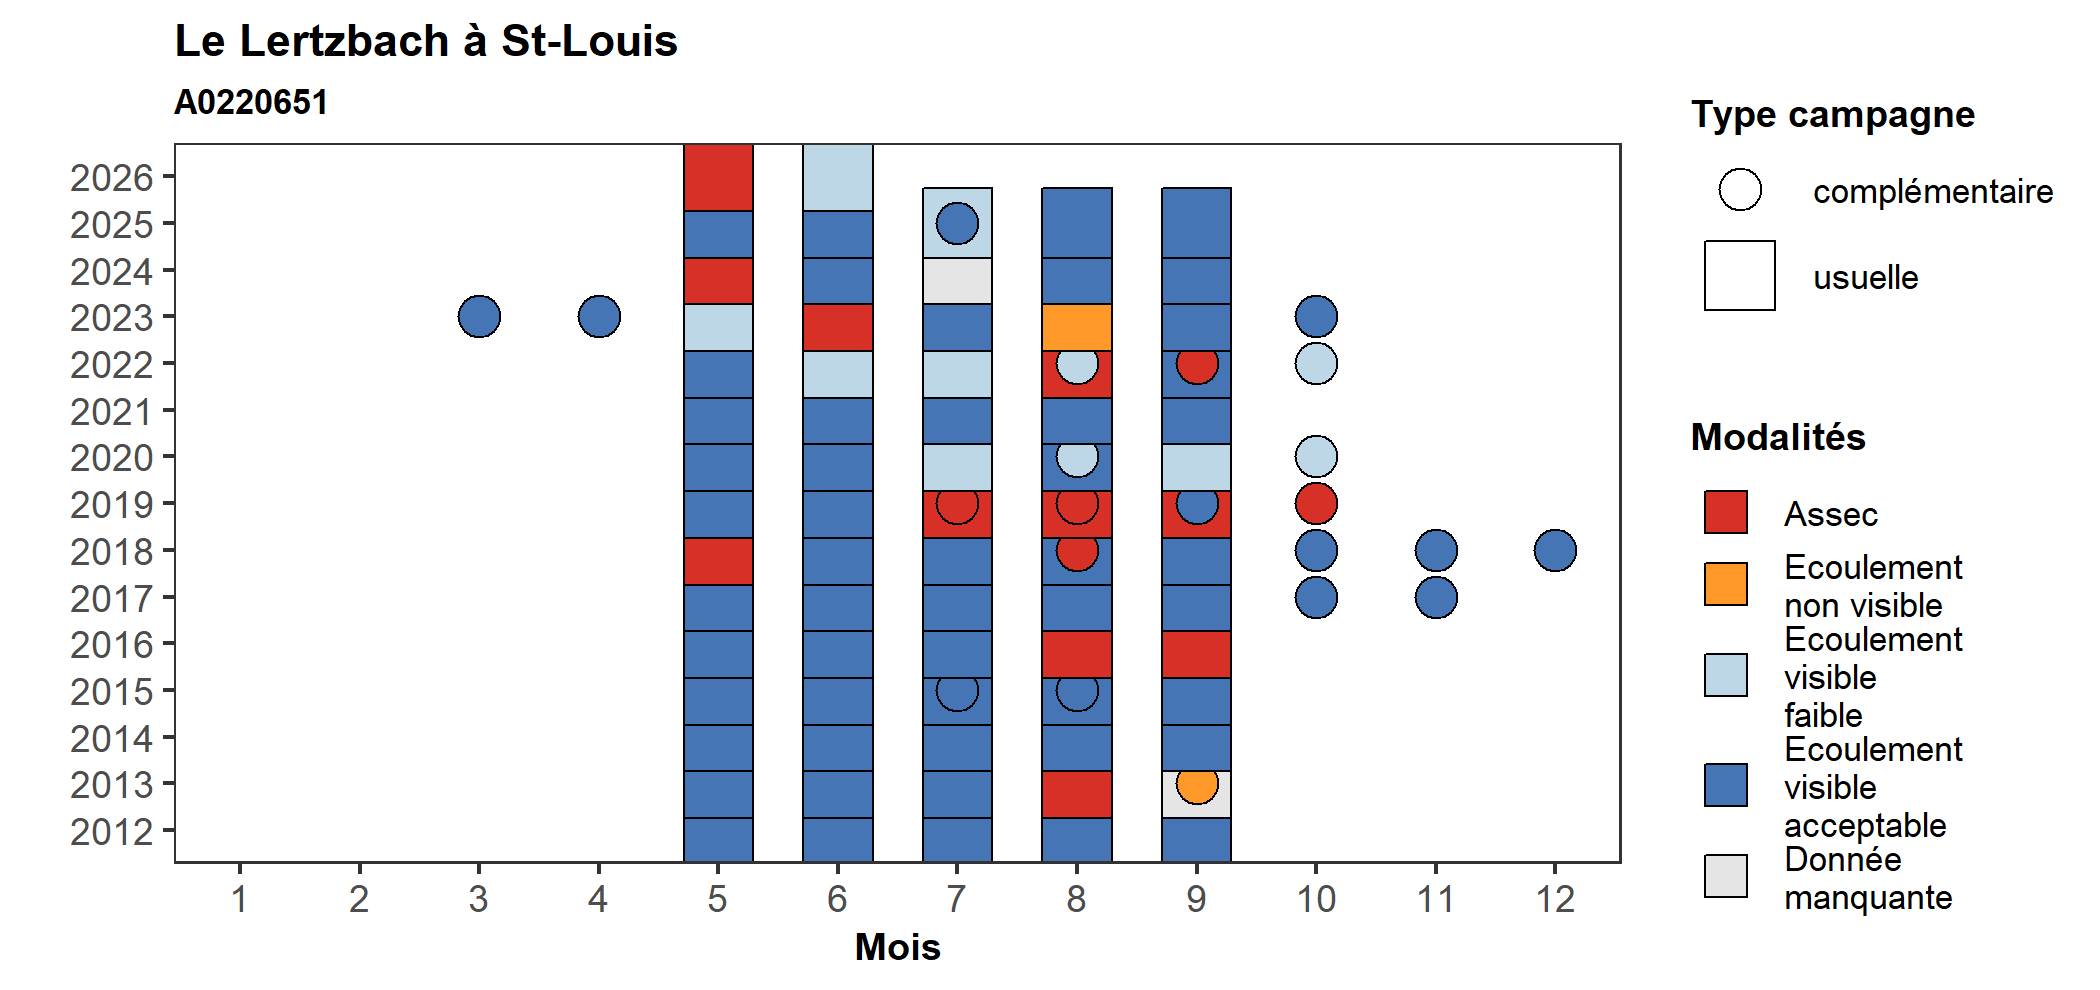 Le Lertzbach à St-Louis
A0220651
2026
2025
2024
2023
2022
2021
2020
2019
2018
2017
2016
2015
2014
2013
2012
1 2 3 4 5 6 7 8 9 10 11 12
Mois
Type campagne
complémentaire
usuelle
Modalités
Assec
Ecoulement
non visible
Ecoulement
visible
faible
Ecoulement
visible
acceptable
Donnée
manquante